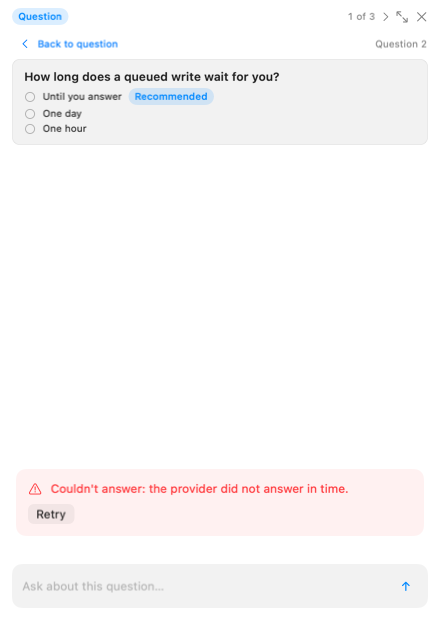 Question
1 of 3
Back to question
Question 2
How long does a queued write wait for you?
Until you answer Recommended
One day
One hour
Couldn't answer: the provider did not answer in time.
Retry
Ask about this question...